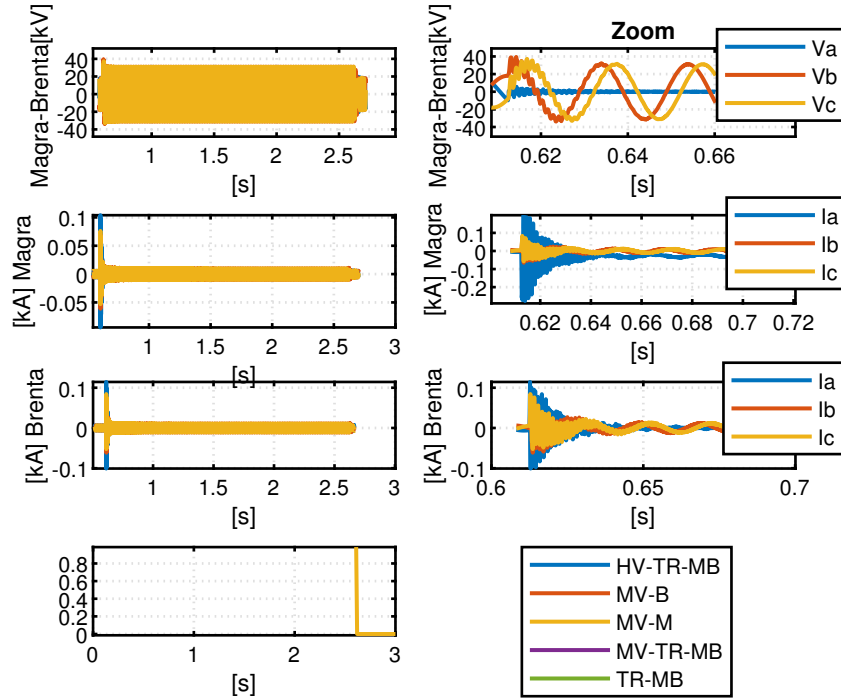 Magra-Brenta[kV]
40
20
0
-20
-40
1
1.5
2
2.5
[s]
Zoom
Magra-Brenta[kV]
40
20
0
-20
-40
0.62
0.64
0.66
[s]
Va
Vb
Vc
[kA] Magra
0.1
0.05
0
-0.05
1
1.5
2
2.5
3
[s]
[kA] Magra
0.1
0
-0.1
-0.2
0.62
0.64
0.66
0.68
0.7
0.72
[s]
Ia
Ib
Ic
[kA] Brenta
0.1
0
-0.1
1
1.5
2
2.5
3
[s]
[kA] Brenta
0.1
0
-0.1
0.6
0.65
0.7
[s]
Ia
Ib
Ic
0.8
0.6
0.4
0.2
0
0
1
2
3
[s]
HV-TR-MB
MV-B
MV-M
MV-TR-MB
TR-MB